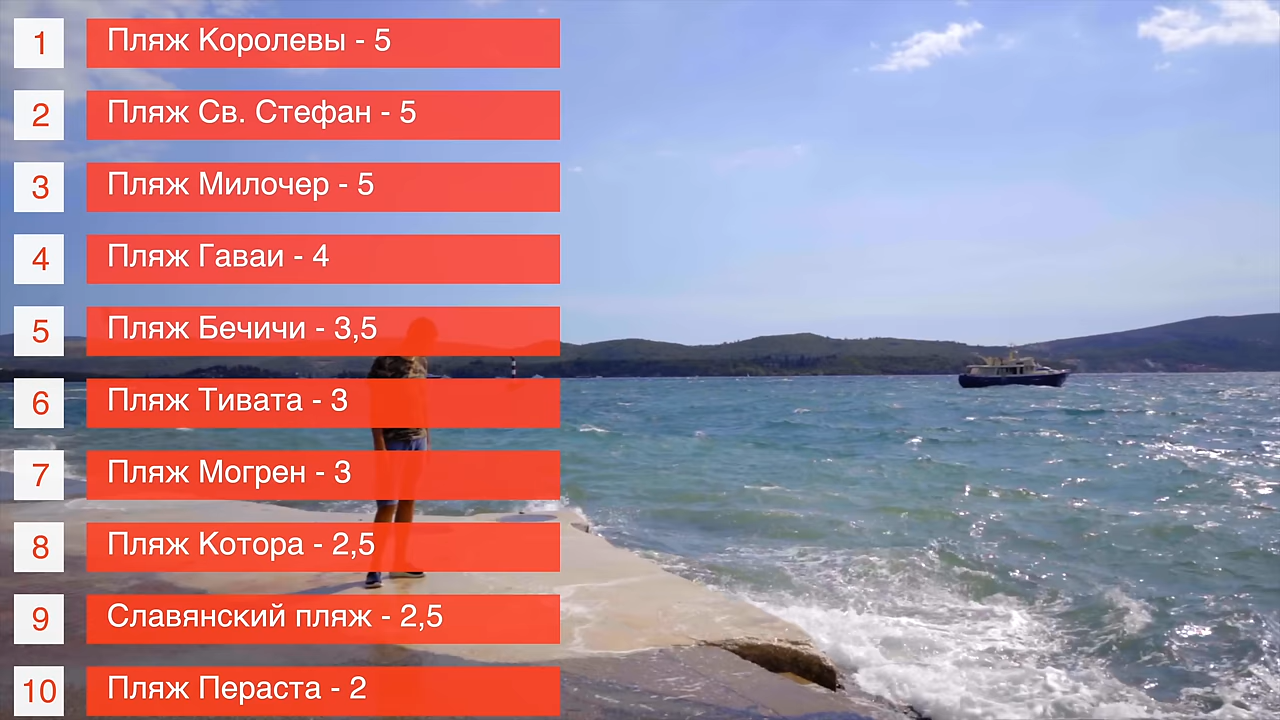 1 Пляж Королевы - 5
2 Пляж Св. Стефан - 5
3 Пляж Милочер - 5
4 Пляж Гаваи - 4
5 Пляж Бечичи - 3,5
6 Пляж Тивата - 3
7 Пляж Могрен - 3
8 Пляж Котора - 2,5
9 Славянский пляж - 2,5
10 Пляж Пераста - 2